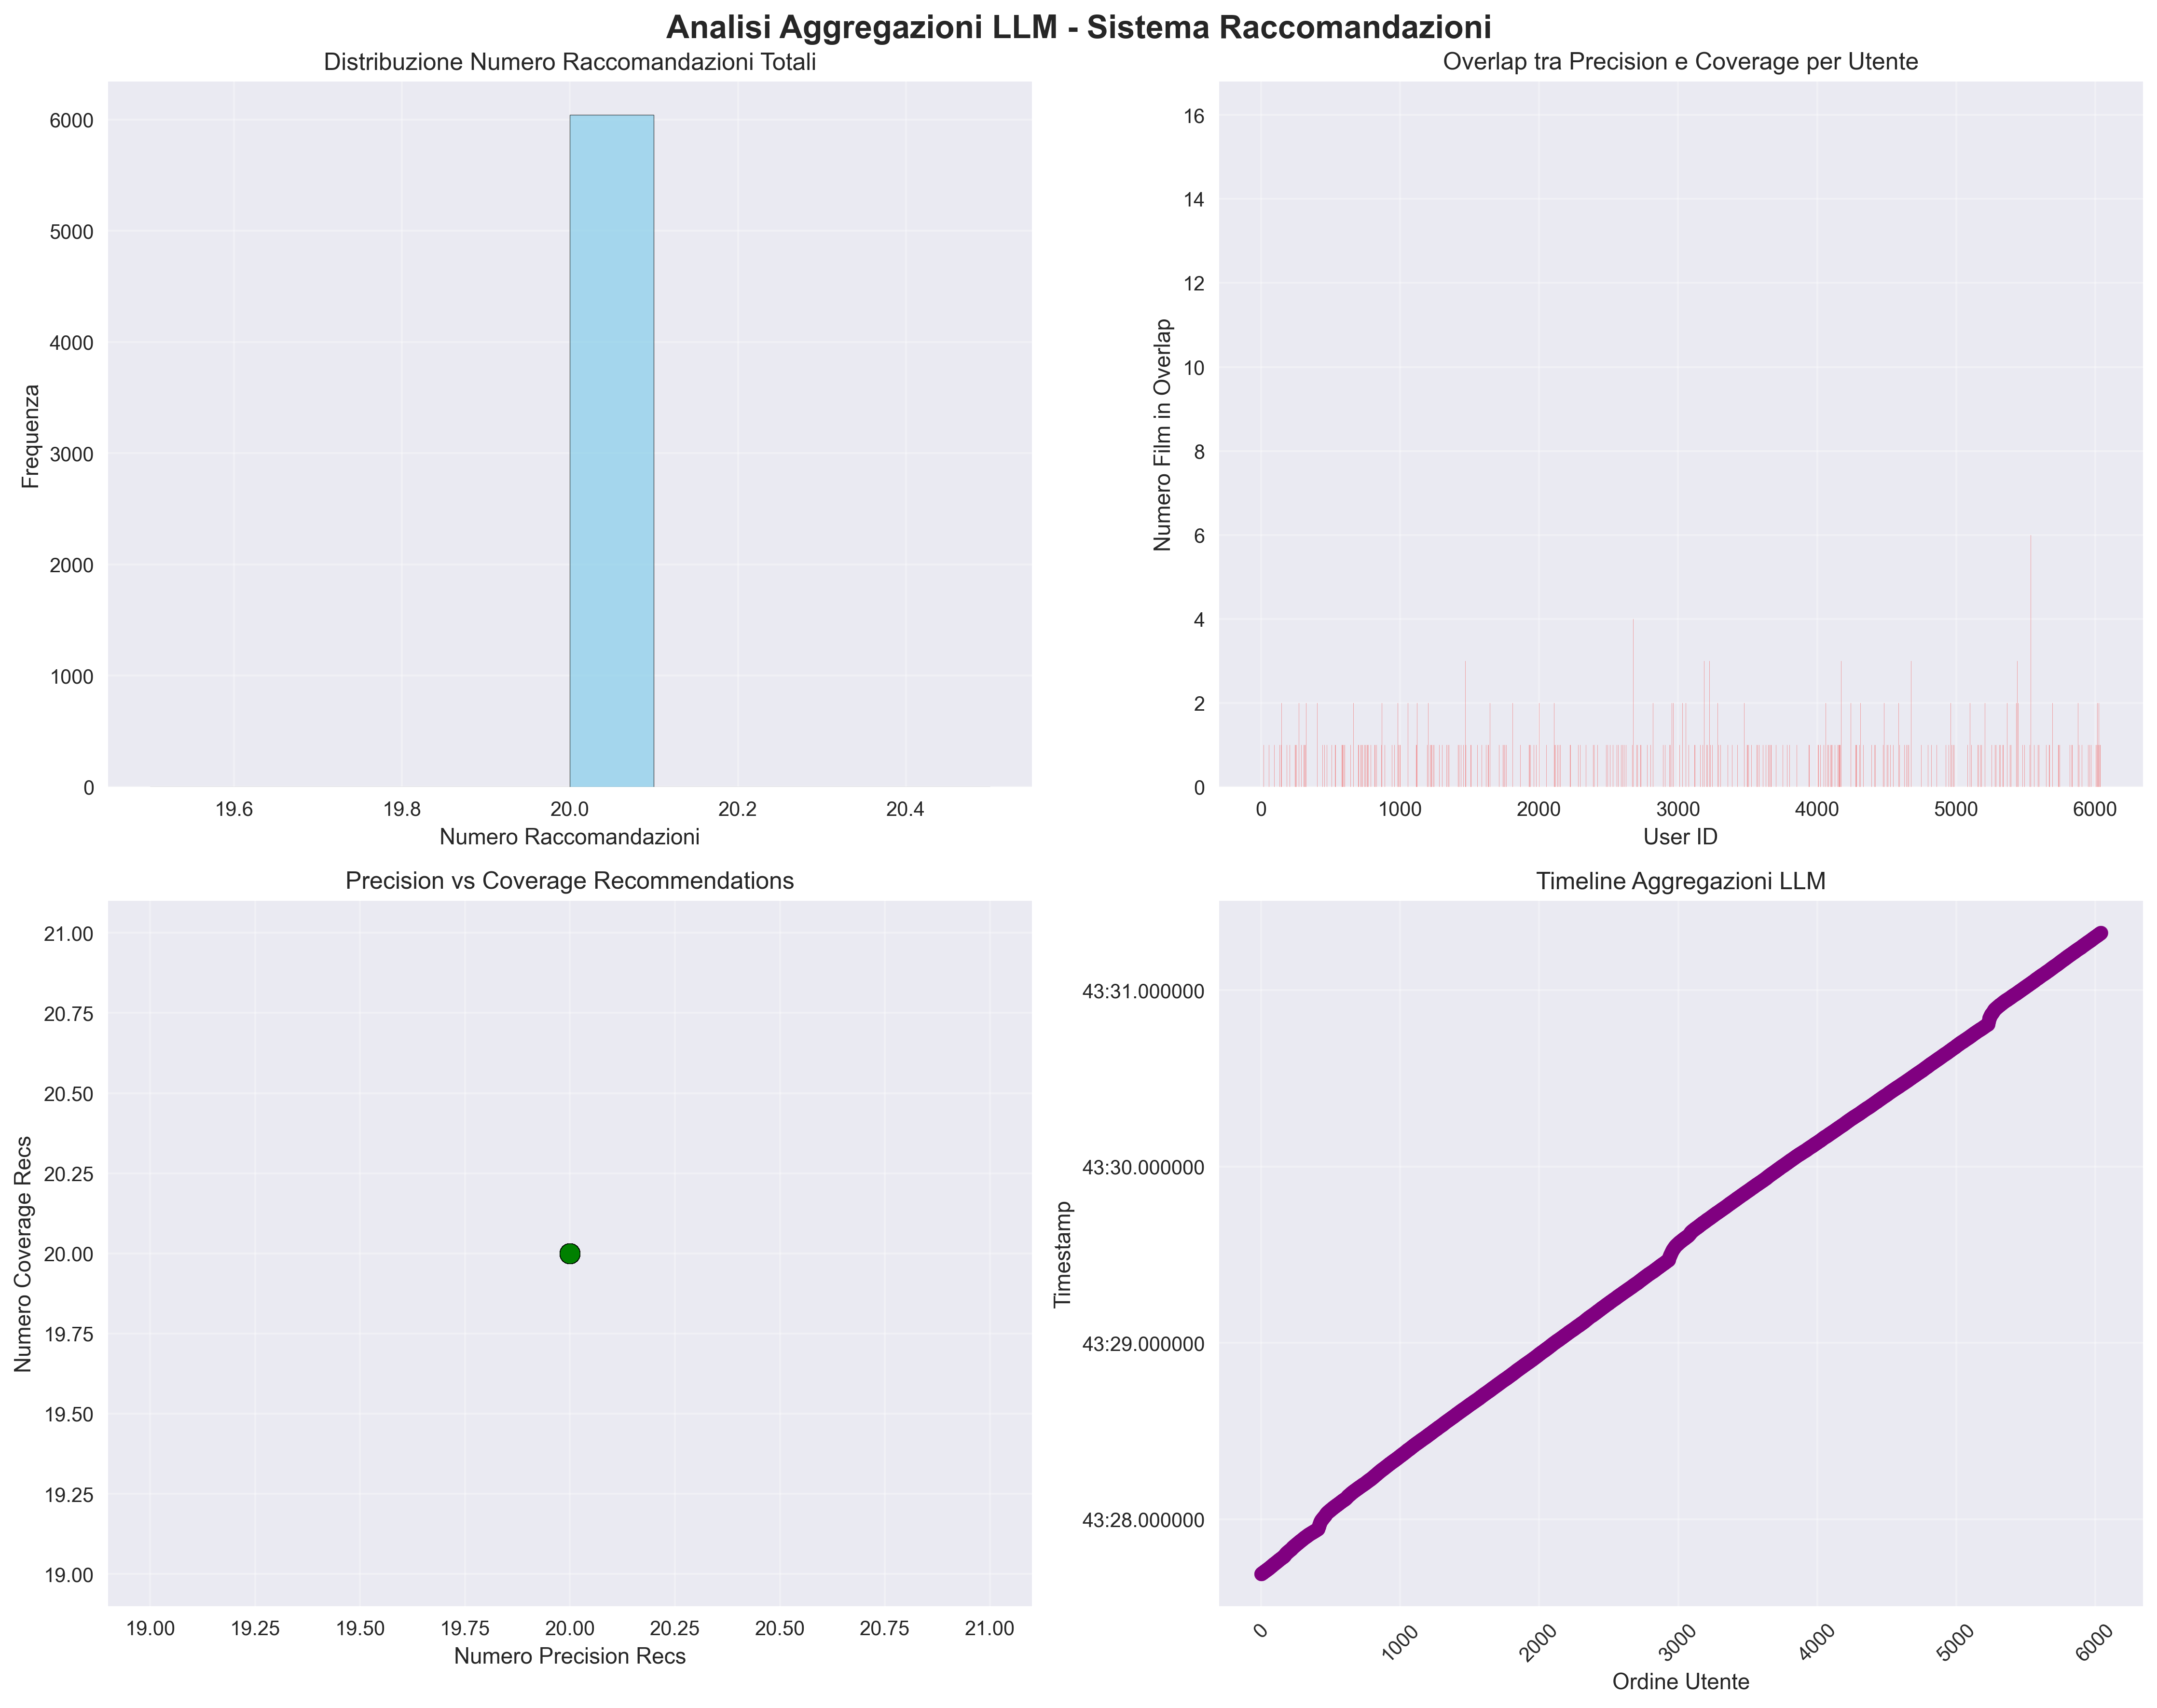 Analisi Aggregazioni LLM - Sistema Raccomandazioni
Distribuzione Numero Raccomandazioni Totali
Frequenza
6000
5000
4000
3000
2000
1000
0
19.6 19.8 20.0 20.2 20.4
Numero Raccomandazioni
Overlap tra Precision e Coverage per Utente
Numero Film in Overlap
16
14
12
10
8
6
4
2
0
0 1000 2000 3000 4000 5000 6000
User ID
Precision vs Coverage Recommendations
Numero Coverage Recs
21.00
20.75
20.50
20.25
20.00
19.75
19.50
19.25
19.00
19.00 19.25 19.50 19.75 20.00 20.25 20.50 20.75 21.00
Numero Precision Recs
Timeline Aggregazioni LLM
Timestamp
43:31.000000
43:30.000000
43:29.000000
43:28.000000
0 1000 2000 3000 4000 5000 6000
Ordine Utente